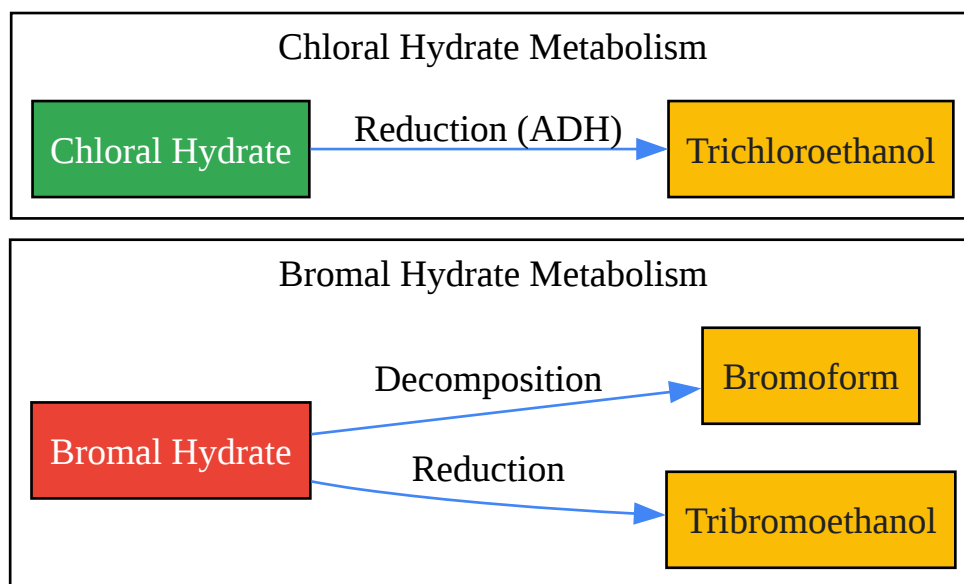 Chloral Hydrate Metabolism
Chloral Hydrate
Reduction (ADH)
Trichloroethanol
Bromal Hydrate Metabolism
Bromal Hydrate
Decomposition
Bromoform
Reduction
Tribromoethanol